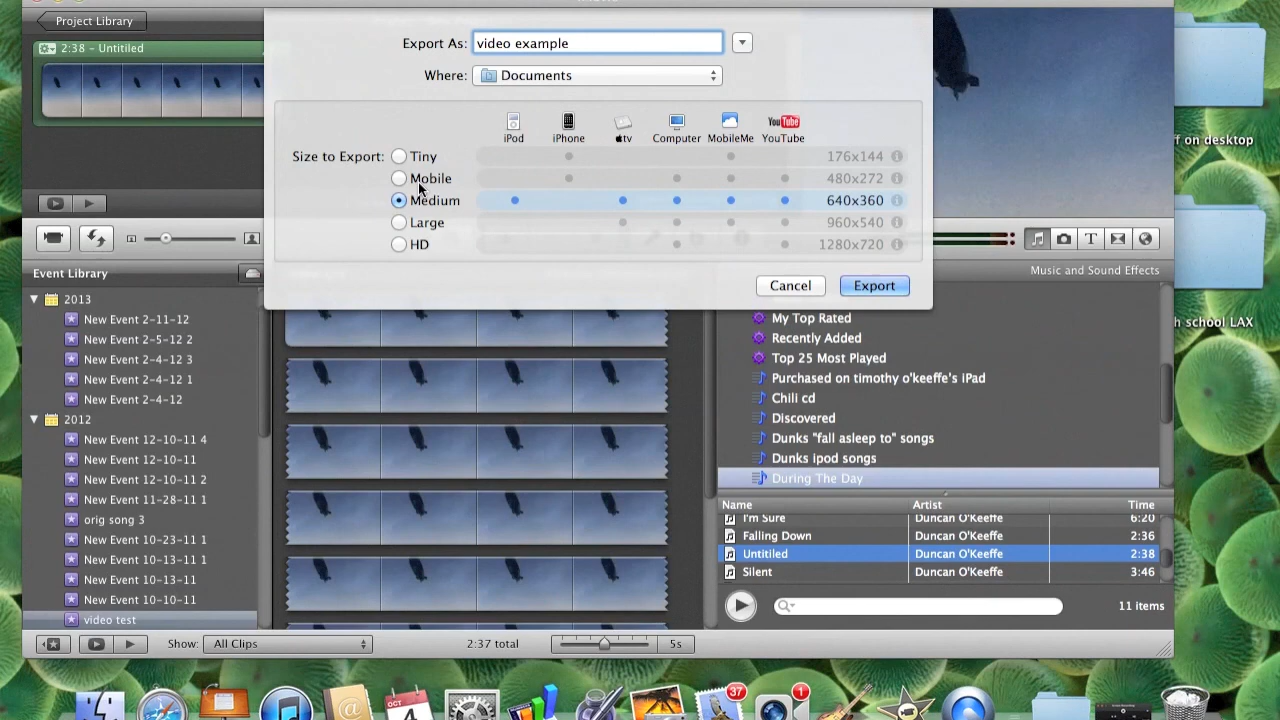 Project Library
2:38 – Untitled
Export As: video example
Where: Documents
iPod iPhone tv Computer MobileMe YouTube
Size to Export: Tiny 176x144
Mobile 480x272
Medium 640x360
Large 960x540
HD 1280x720
Cancel Export
ff on desktop
h school LAX
Event Library
Music and Sound Effects
2013
New Event 2-11-12
New Event 2-5-12 2
New Event 2-4-12 3
New Event 2-4-12 1
New Event 2-4-12
2012
New Event 12-10-11 4
New Event 12-10-11
New Event 12-10-11 2
New Event 11-28-11 1
orig song 3
New Event 10-23-11 1
New Event 10-13-11 1
New Event 10-13-11
New Event 10-10-11
video test
My Top Rated
Recently Added
Top 25 Most Played
Purchased on timothy o'keeffe's iPad
Chili cd
Discovered
Dunks "fall asleep to" songs
Dunks ipod songs
During The Day
Name Artist Time
I'm Sure Duncan O'Keeffe 6:20
Falling Down Duncan O'Keeffe 2:36
Untitled Duncan O'Keeffe 2:38
Silent Duncan O'Keeffe 3:46
11 items
Show: All Clips 2:37 total 5s
OCT
4
37
1